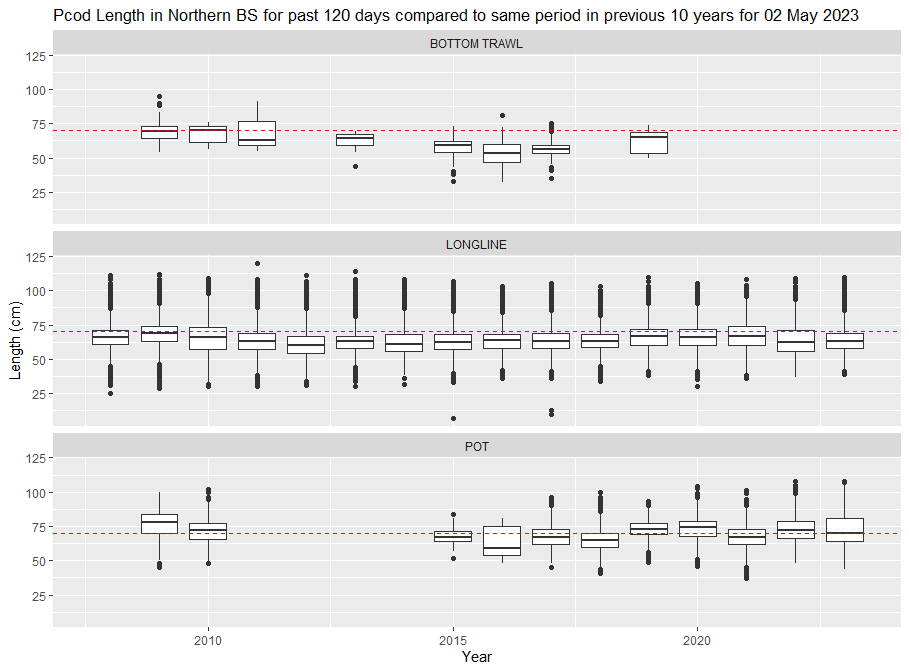 Pcod Length in Northern BS for past 120 days compared to same period in previous 10 years for 02 May 2023
BOTTOM TRAWL
125
100
75
50
25
LONGLINE
125
100
75
50
25
Length (cm)
POT
125
100
75
50
25
2010 2015 2020
Year